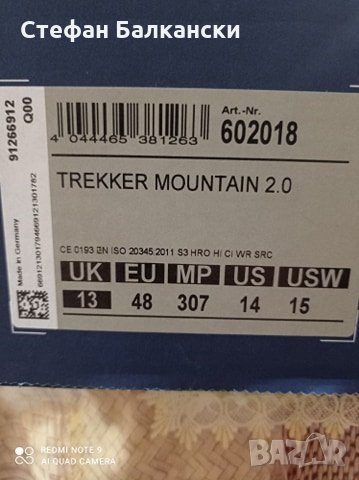 Стефан Балкански
91266912
Q00
Made in Germany
669121301794669121301782
4 044465 381263
Art.-Nr.
602018
TREKKER MOUNTAIN 2.0
CE 0193 EN ISO 20345:2011 S3 HRO HI CI WR SRC
UK EU MP US USW
13 48 307 14 15
REDMI NOTE 9
AI QUAD CAMERA
BAZAR